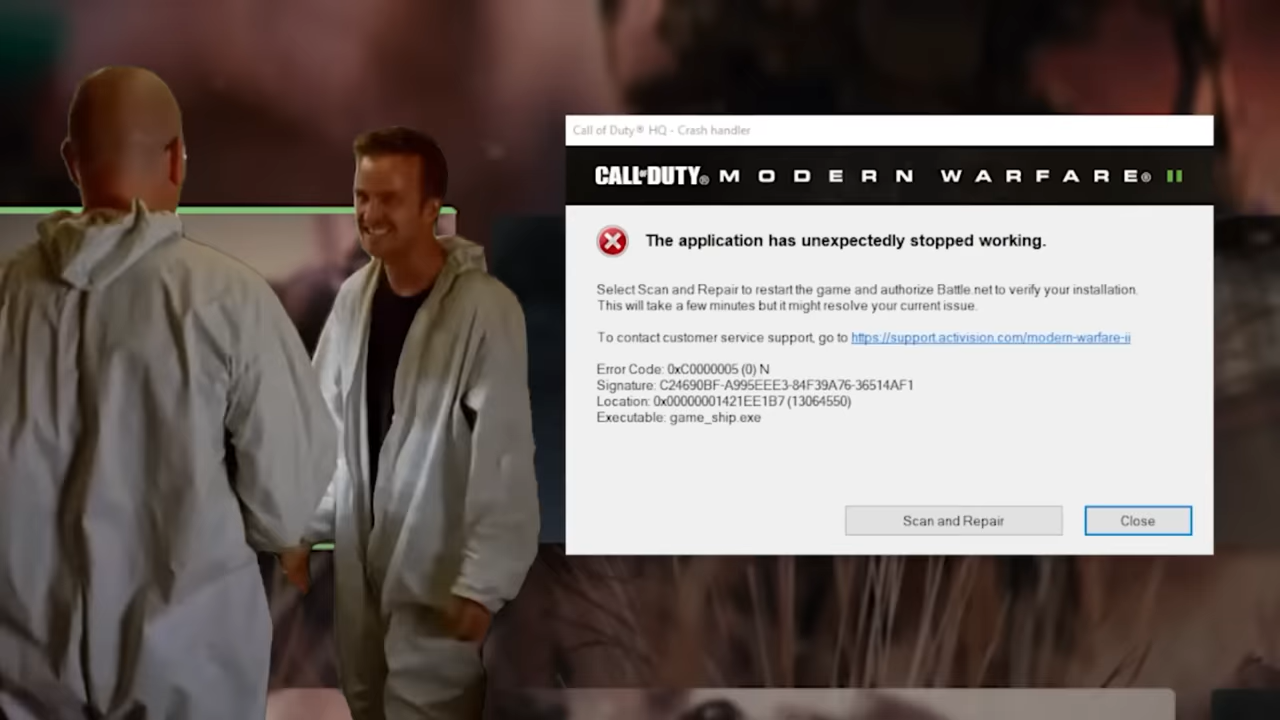 Call of Duty® HQ - Crash handler
CALL OF DUTY® MODERN WARFARE® II
The application has unexpectedly stopped working.
Select Scan and Repair to restart the game and authorize Battle.net to verify your installation.
This will take a few minutes but it might resolve your current issue.
To contact customer service support, go to https://support.activision.com/modern-warfare-ii
Error Code: 0xC0000005 (0) N
Signature: C24690BF-A995EEE3-84F39A76-36514AF1
Location: 0x00000001421EE1B7 (13064550)
Executable: game_ship.exe
Scan and Repair
Close